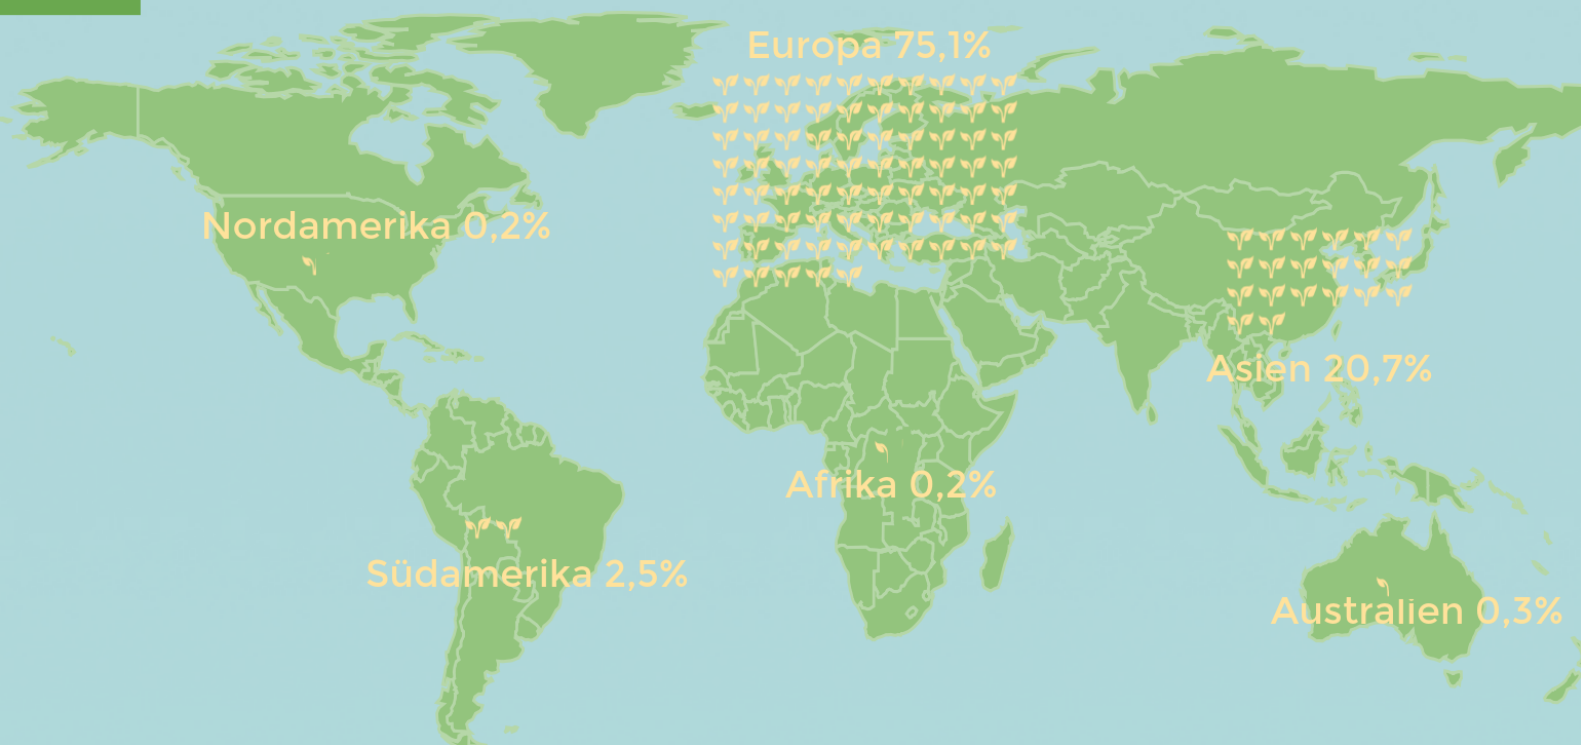 Europa 75,1%
Nordamerika 0,2%
Asien 20,7%
Afrika 0,2%
Südamerika 2,5%
Australien 0,3%